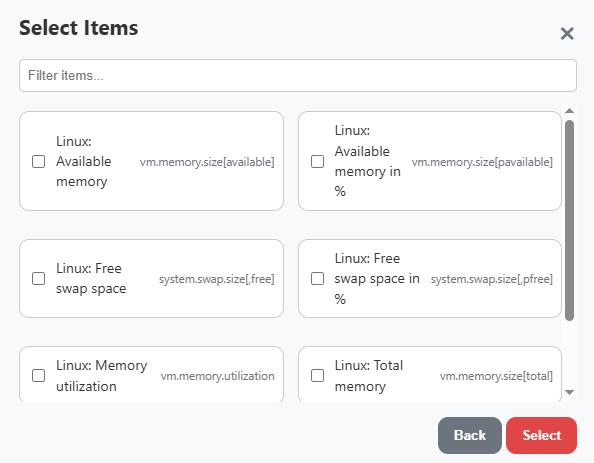 Select Items
×
Filter items...
Linux:
Available
memory
vm.memory.size[available]
Linux:
Available
memory in
%
vm.memory.size[pavailable]
Linux: Free
swap space
system.swap.size[,free]
Linux: Free
swap space in
%
system.swap.size[,pfree]
Linux: Memory
utilization
vm.memory.utilization
Linux: Total
memory
vm.memory.size[total]
Back
Select